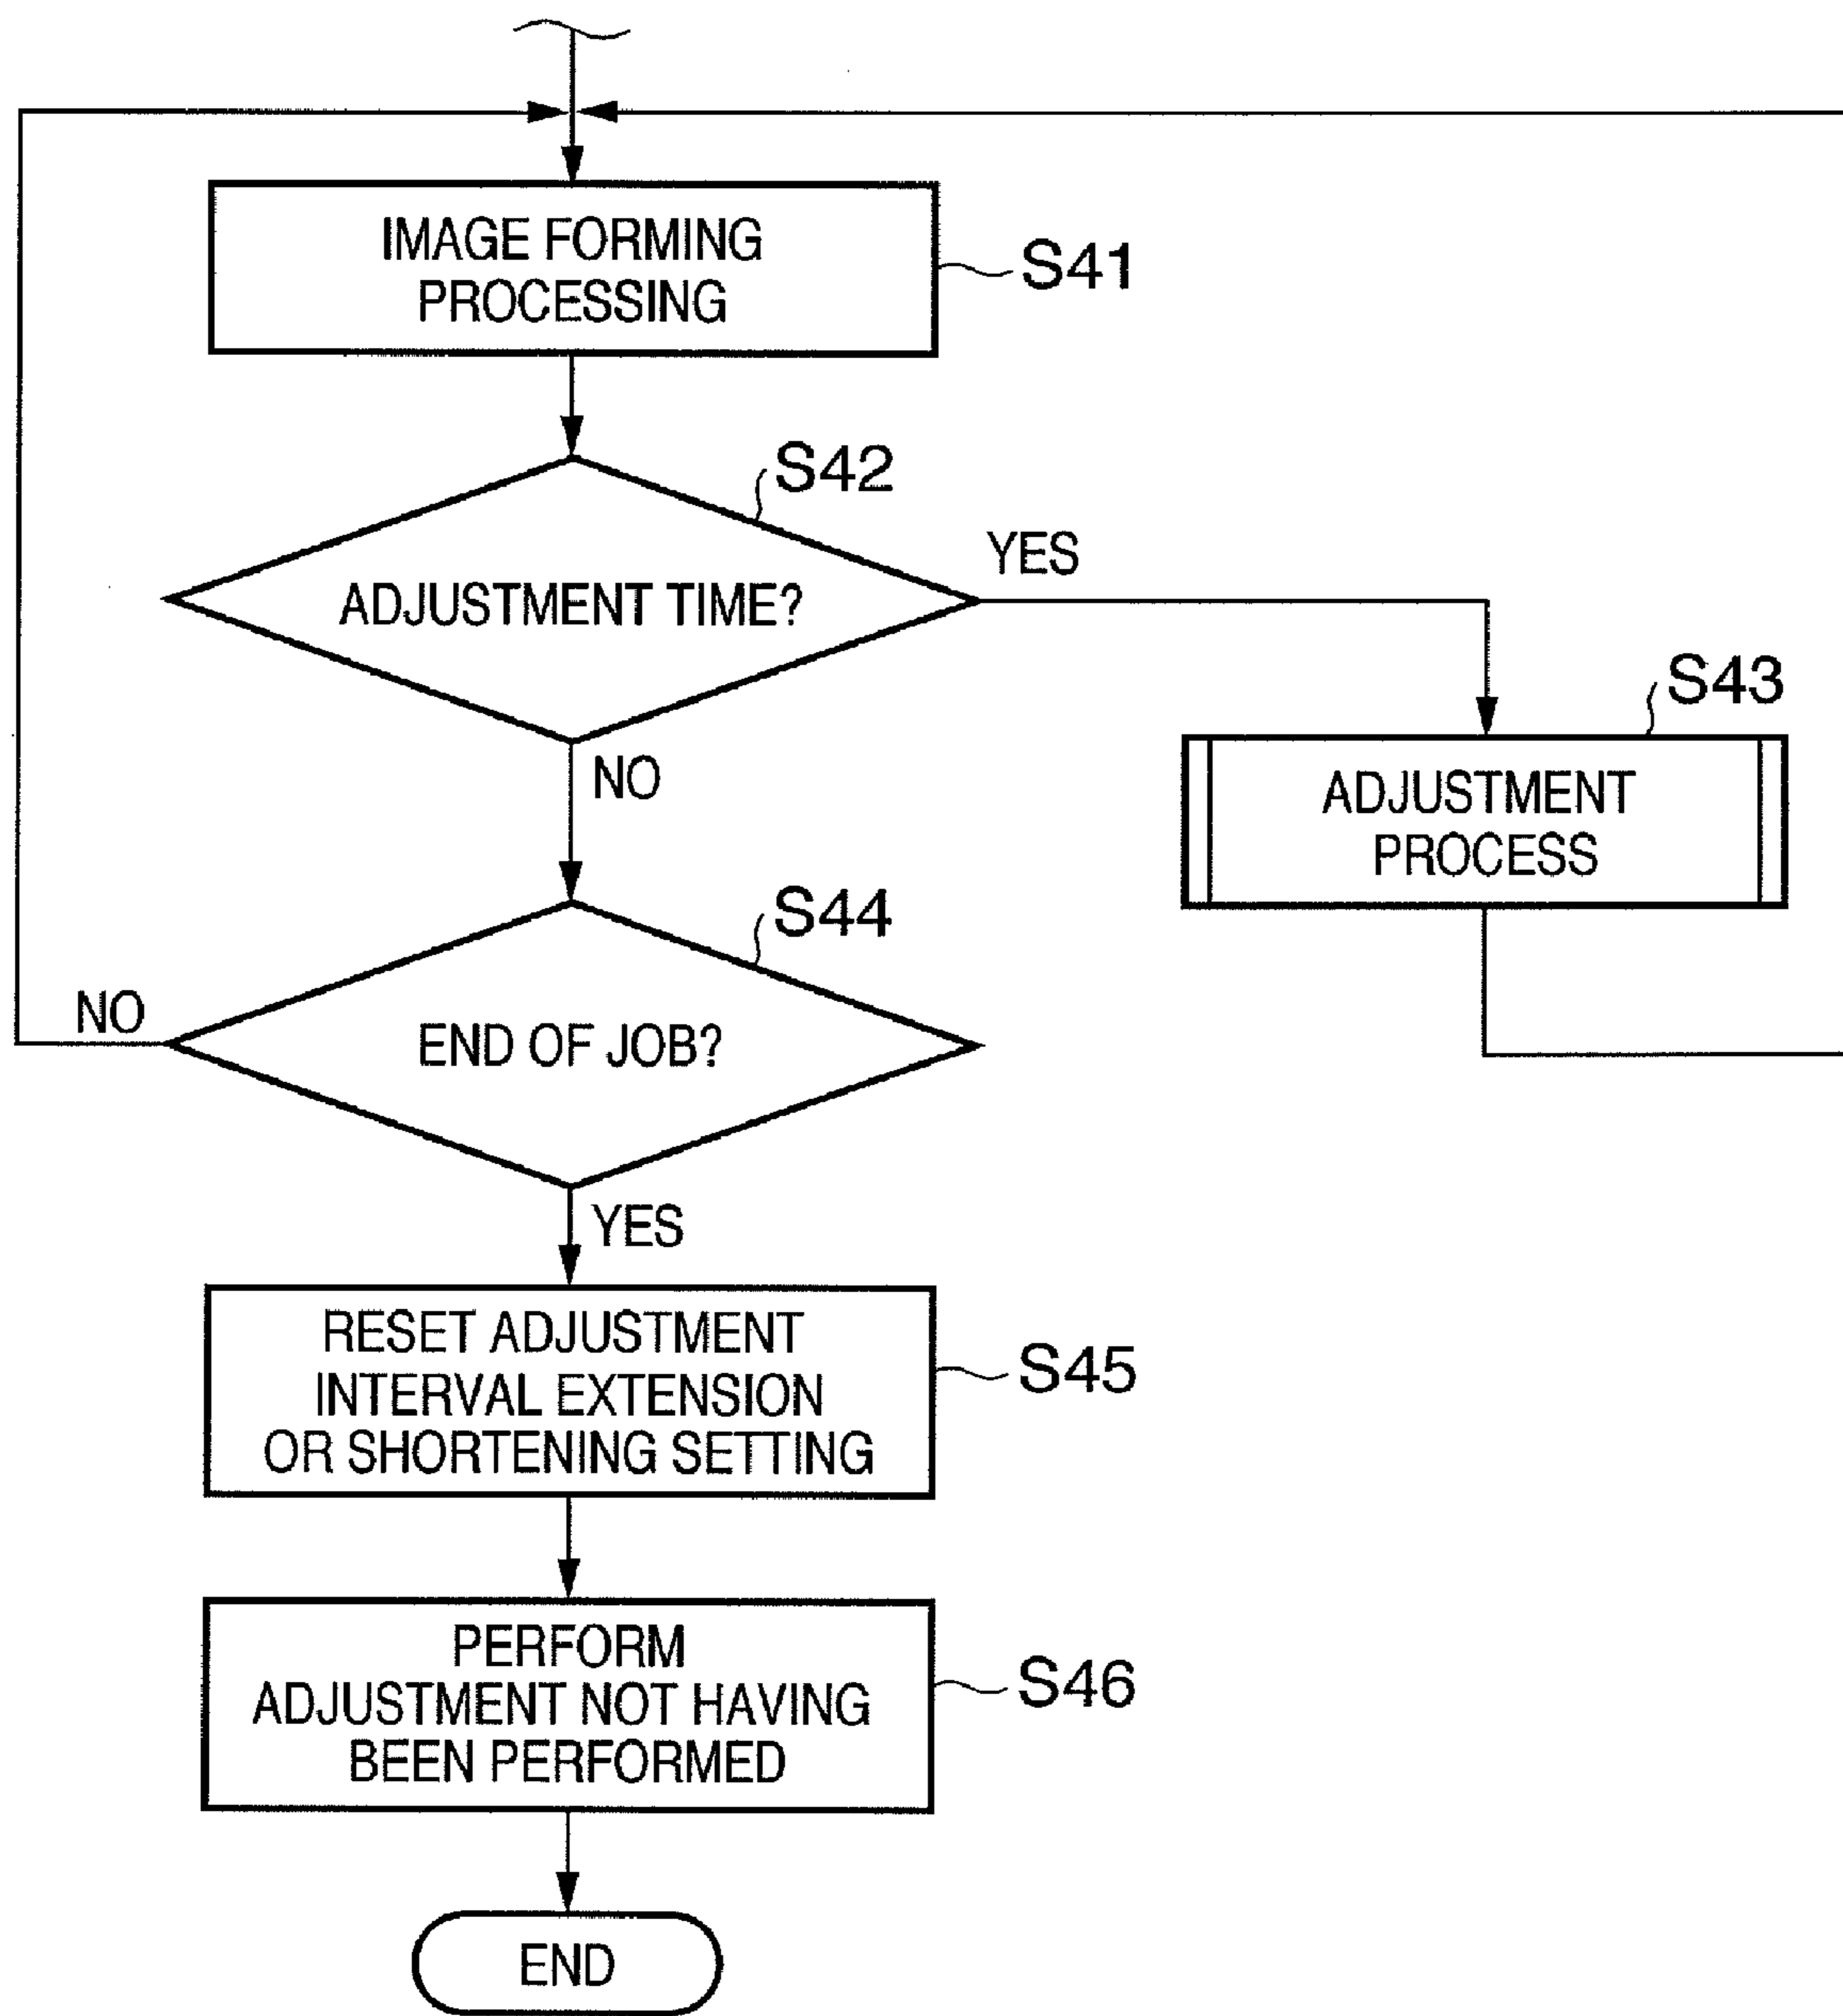 IMAGE FORMING
PROCESSING
S41
S42
ADJUSTMENT TIME?
YES
NO
S43
ADJUSTMENT
PROCESS
S44
END OF JOB?
NO
YES
RESET ADJUSTMENT
INTERVAL EXTENSION
OR SHORTENING SETTING
S45
PERFORM
ADJUSTMENT NOT HAVING
BEEN PERFORMED
S46
END